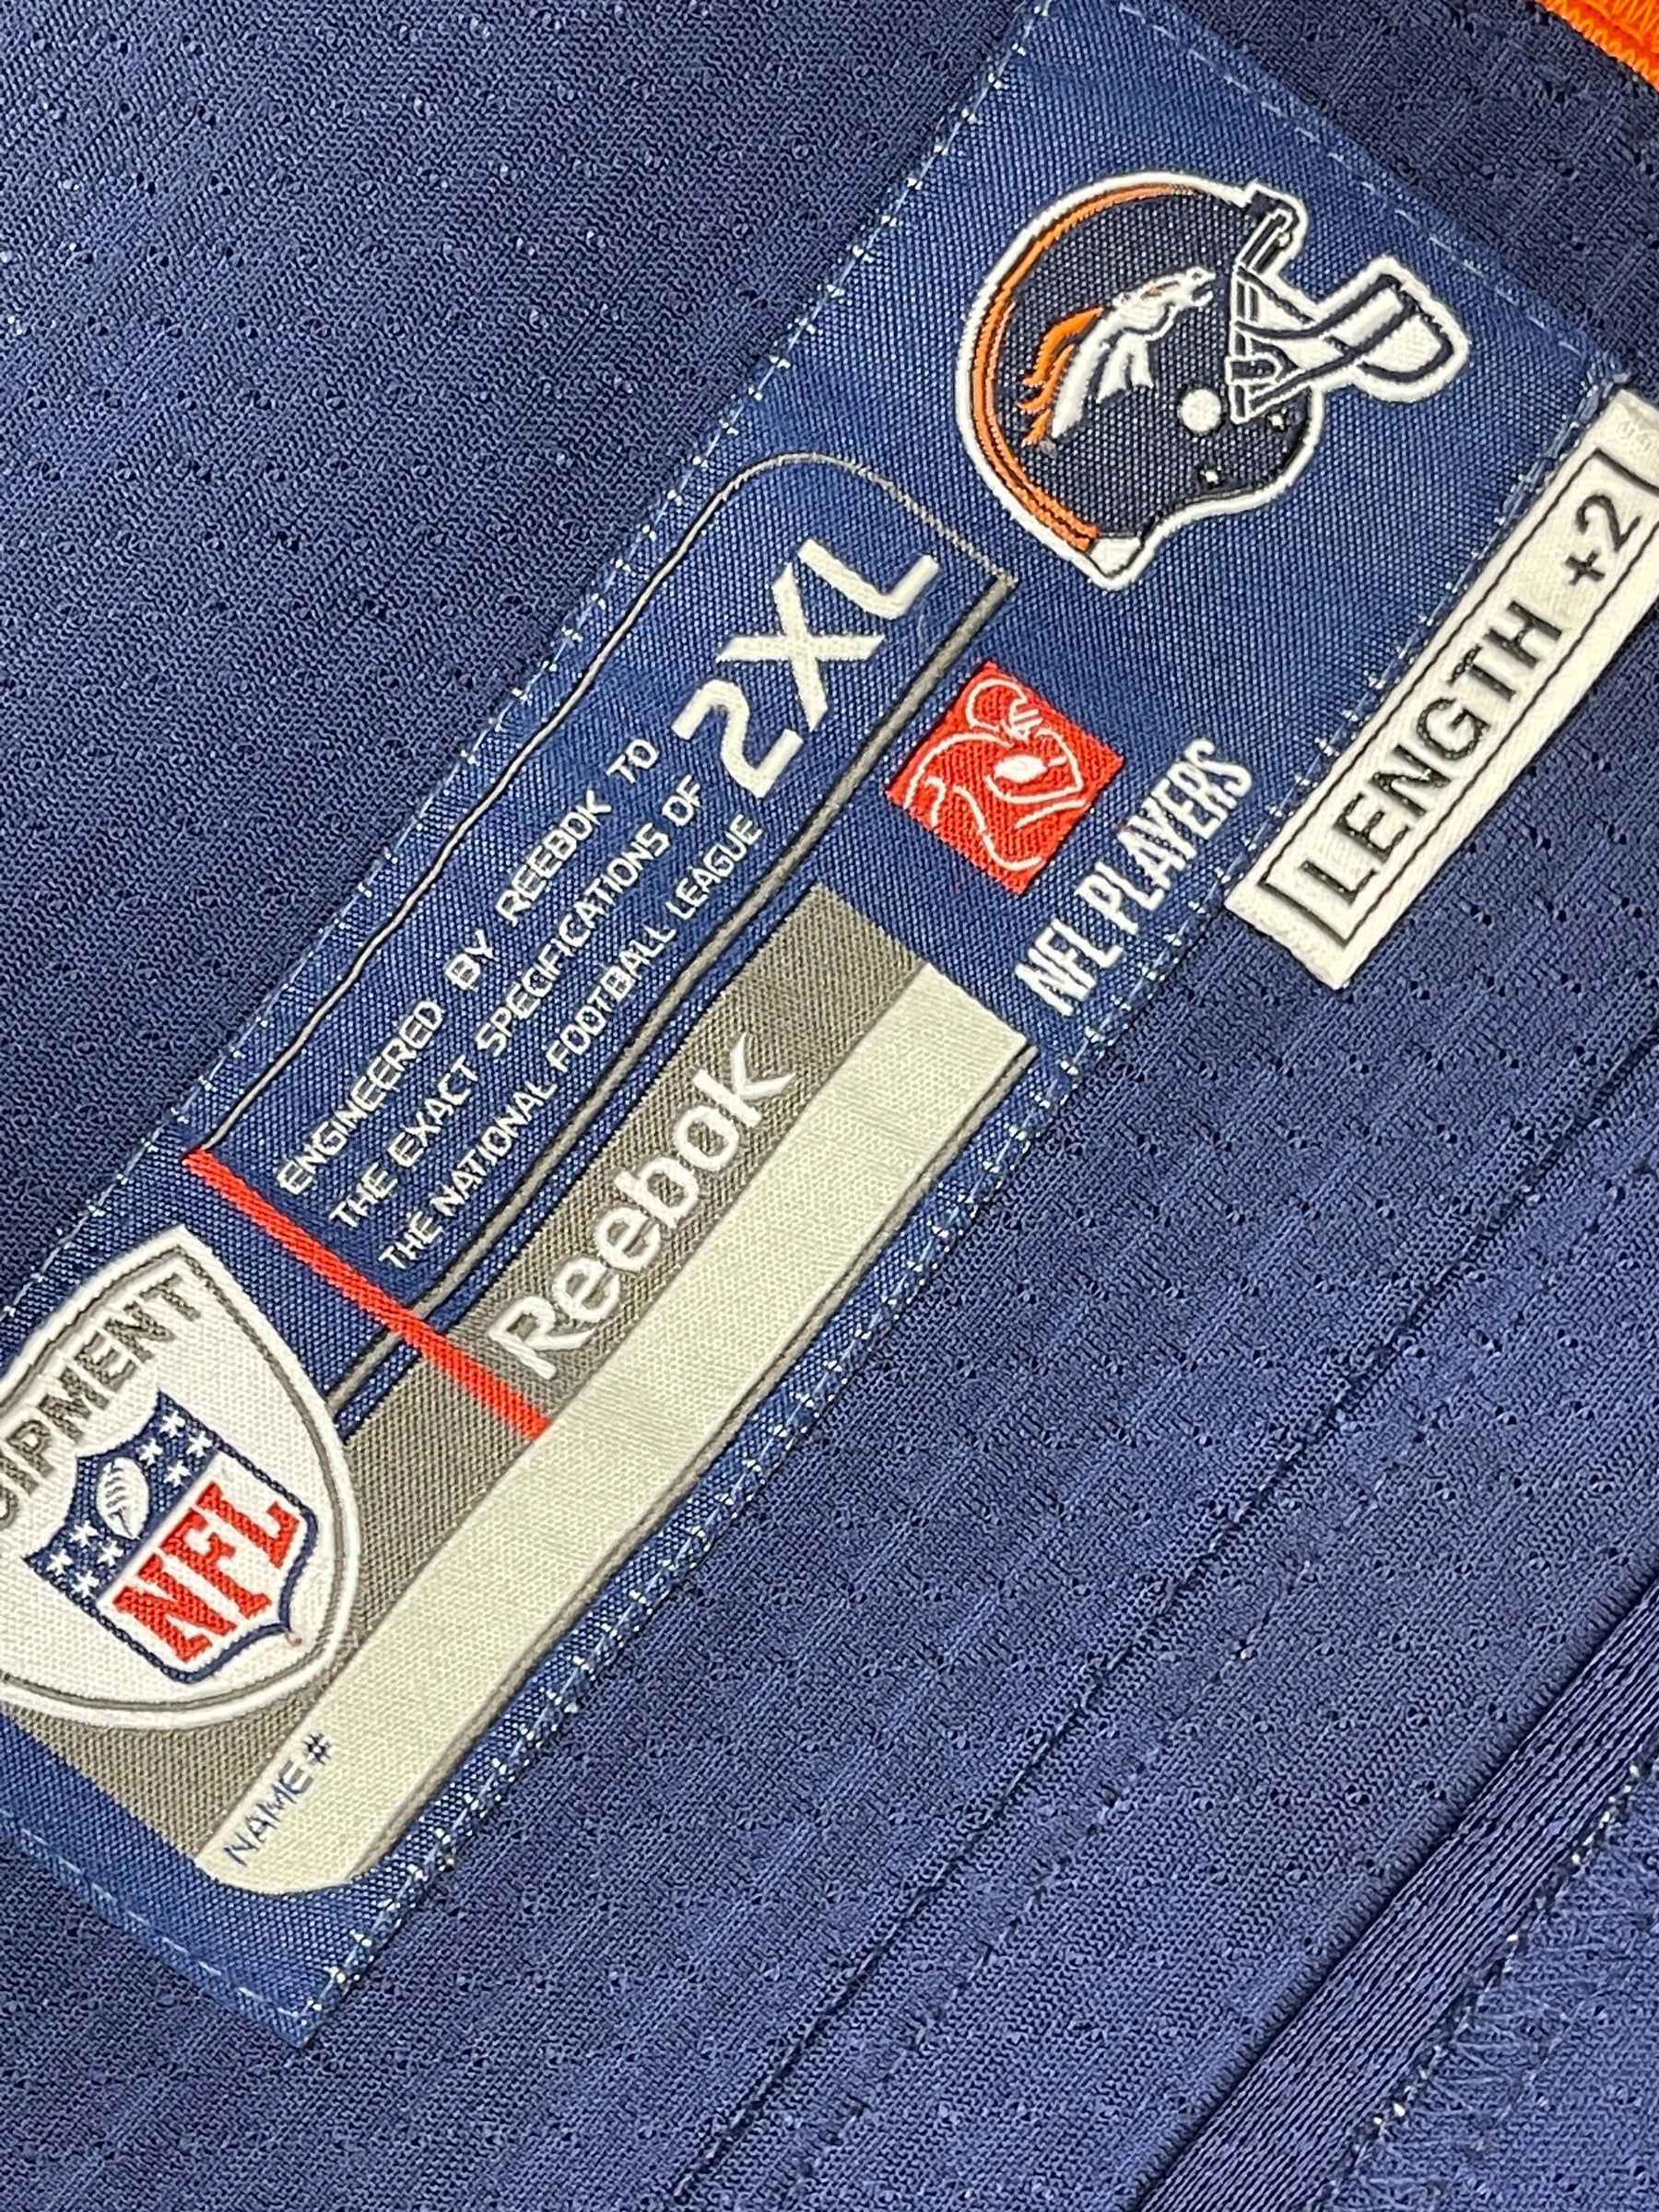 LENGTH +2
NFL PLAYERS
2XL
ENGINEERED BY REEBOK TO
THE EXACT SPECIFICATIONS OF
THE NATIONAL FOOTBALL LEAGUE
Reebok
NFL
NAME #